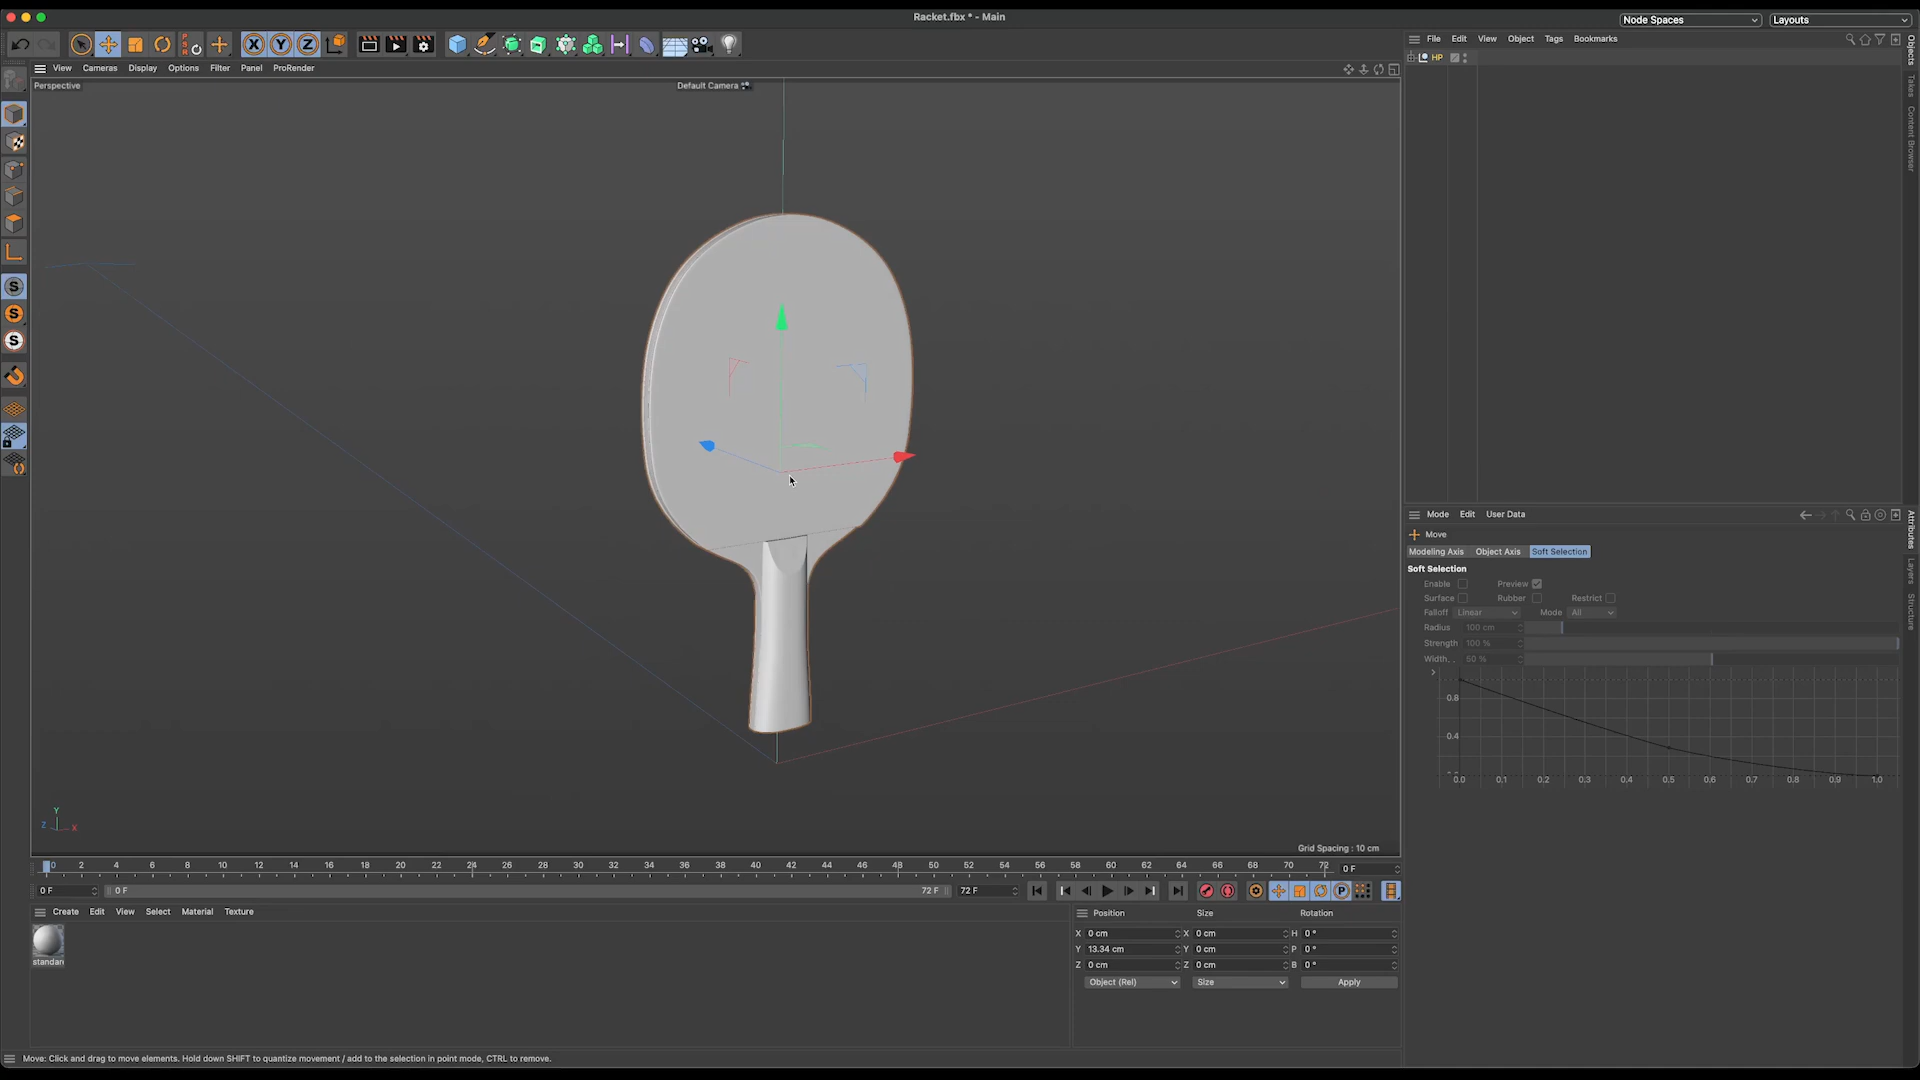 Racket.fbx * - Main
Node Spaces
Layouts
PSR
X Y Z
File Edit View Object Tags Bookmarks
View Cameras Display Options Filter Panel ProRender
HP
Perspective
Default Camera
Objects
Takes
Content Browser
S
S
S
Mode Edit User Data
Move
Modeling Axis Object Axis Soft Selection
Soft Selection
Enable Preview
Surface Rubber Restrict
Falloff Linear Mode All
Radius 100 cm
Strength 100 %
Width. . 50 %
0.8
0.4
0.0 0.1 0.2 0.3 0.4 0.5 0.6 0.7 0.8 0.9 1.0
Attributes
Layers
Structure
Y
Z X
Grid Spacing : 10 cm
0 2 4 6 8 10 12 14 16 18 20 22 24 26 28 30 32 34 36 38 40 42 44 46 48 50 52 54 56 58 60 62 64 66 68 70 72 0 F
0 F 0 F 72 F 72 F P
Create Edit View Select Material Texture
standard
Position Size Rotation
X 0 cm X 0 cm H 0 °
Y 13.34 cm Y 0 cm P 0 °
Z 0 cm Z 0 cm B 0 °
Object (Rel) Size Apply
Move: Click and drag to move elements. Hold down SHIFT to quantize movement / add to the selection in point mode, CTRL to remove.